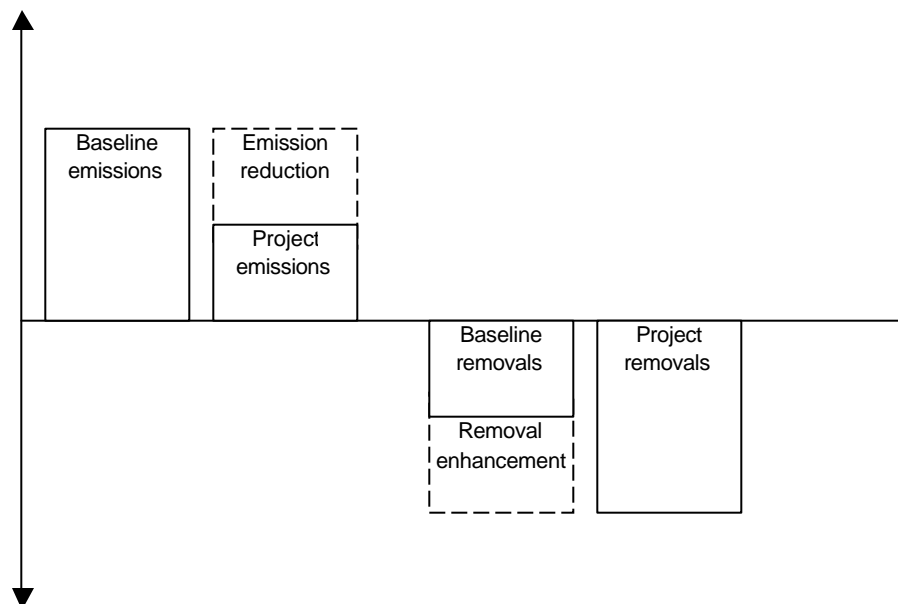 Baseline
emissions
Emission
reduction
Project
emissions
Baseline
removals
Removal
enhancement
Project
removals